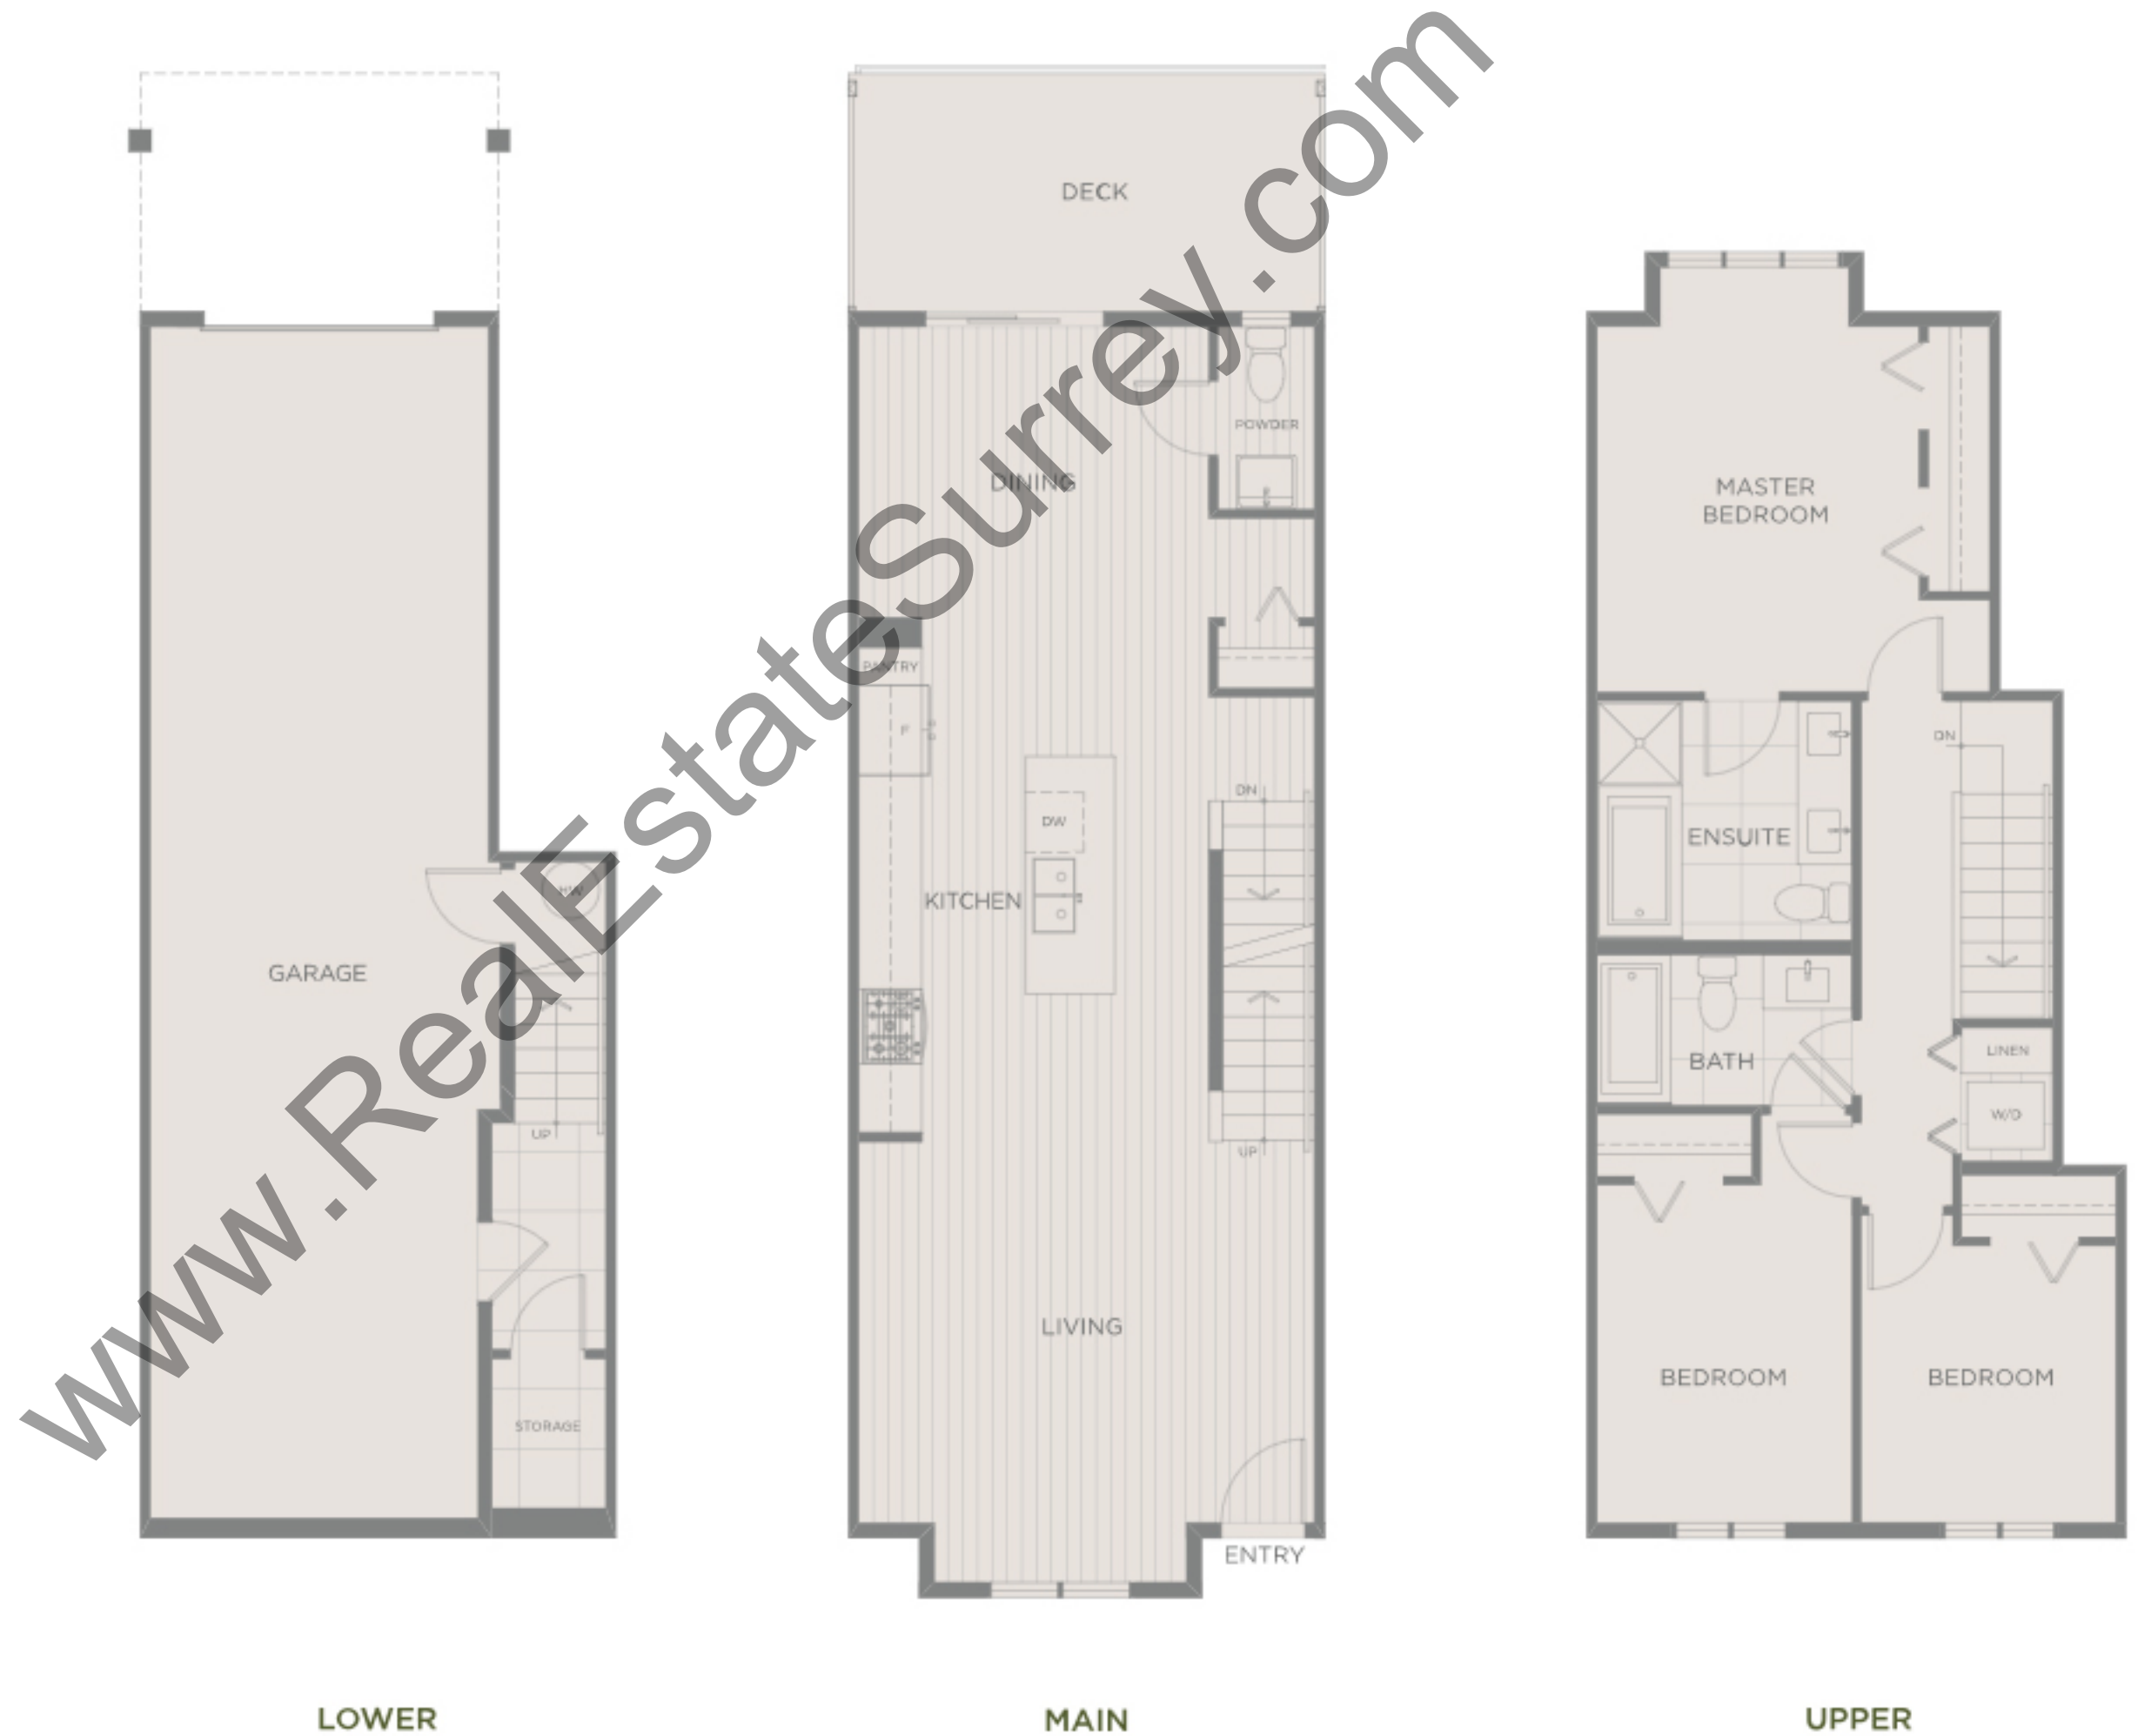 DECK
DINING
POWDER
PANTRY
F
DW
DN
KITCHEN
UP
LIVING
ENTRY
HW
GARAGE
UP
STORAGE
MASTER
BEDROOM
DN
ENSUITE
BATH
LINEN
W/D
BEDROOM
BEDROOM
LOWER
MAIN
UPPER
www.RealEstateSurrey.com